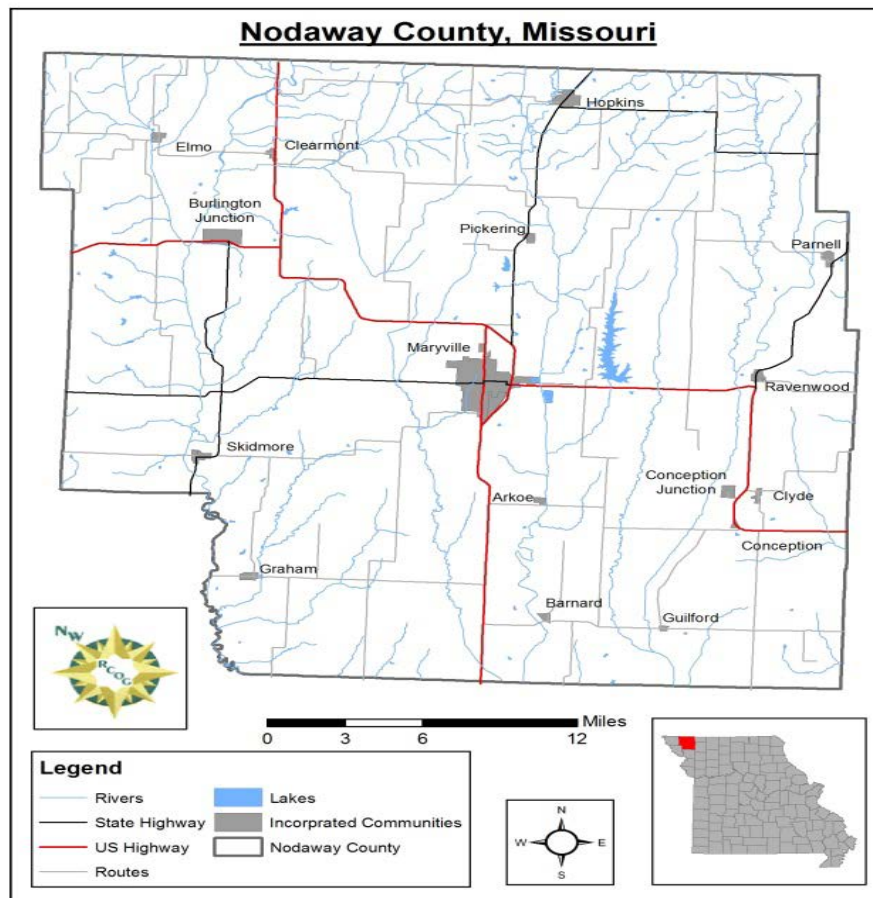 Nodaway County, Missouri
Hopkins
Elmo
Clearmont
Burlington
Junction
Pickering
Parnell
Maryville
Ravenwood
Skidmore
Conception
Junction
Clyde
Arkoe
Conception
Graham
Barnard
Guilford
NW
RCOG
Miles
0 3 6 12
Legend
Rivers
State Highway
US Highway
Routes
Lakes
Incorprated Communities
Nodaway County
N
W E
S